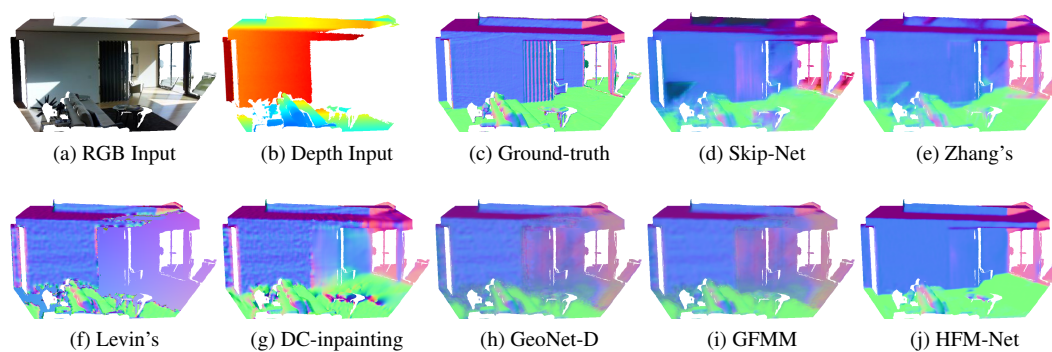 (a) RGB Input
(b) Depth Input
(c) Ground-truth
(d) Skip-Net
(e) Zhang's
(f) Levin's
(g) DC-inpainting
(h) GeoNet-D
(i) GFMM
(j) HFM-Net